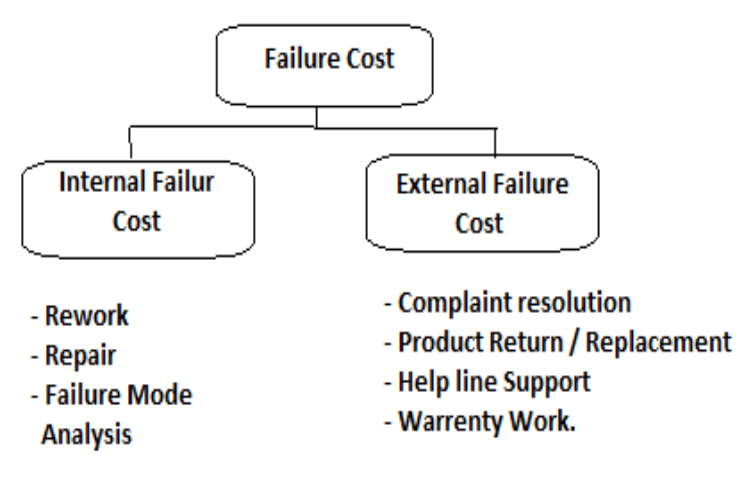 Failure Cost
Internal Failur
Cost
- Rework
- Repair
- Failure Mode
Analysis
External Failure
Cost
- Complaint resolution
- Product Return / Replacement
- Help line Support
- Warrenty Work.